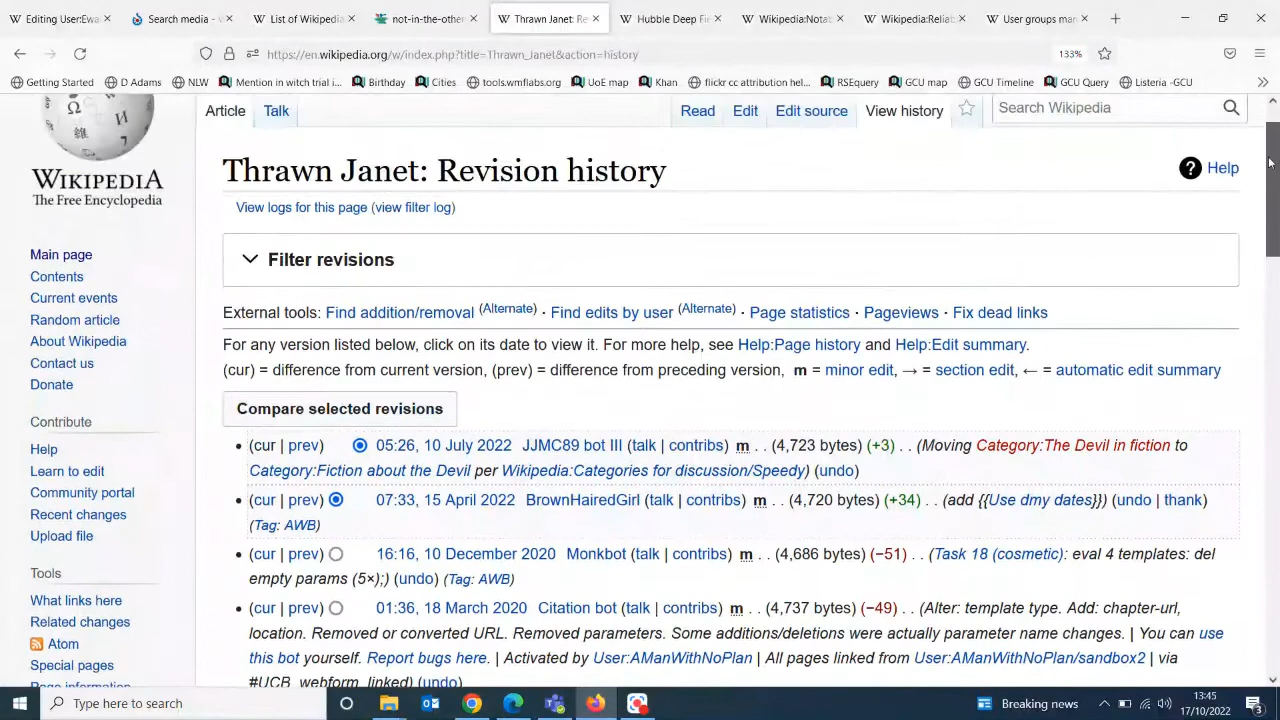 Editing User:Ewa
Search media - v
List of Wikipedia
not-in-the-other
Thrawn Janet: Re
Hubble Deep Fie
Wikipedia:Notab
Wikipedia:Reliab
User groups man
https://en.wikipedia.org/w/index.php?title=Thrawn_Janet&action=history
133%
Getting Started
D Adams
NLW
Mention in witch trial i...
Birthday
Cities
tools.wmflabs.org
UoE map
Khan
flickr cc attribution hel...
RSEquery
GCU map
GCU Timeline
GCU Query
Listeria -GCU
WIKIPEDIA
The Free Encyclopedia
Main page
Contents
Current events
Random article
About Wikipedia
Contact us
Donate
Contribute
Help
Learn to edit
Community portal
Recent changes
Upload file
Tools
What links here
Related changes
Atom
Special pages
Page information
Article Talk
Read Edit Edit source View history
Search Wikipedia
Thrawn Janet: Revision history
Help
View logs for this page (view filter log)
Filter revisions
External tools: Find addition/removal (Alternate) · Find edits by user (Alternate) · Page statistics · Pageviews · Fix dead links
For any version listed below, click on its date to view it. For more help, see Help:Page history and Help:Edit summary.
(cur) = difference from current version, (prev) = difference from preceding version, m = minor edit, → = section edit, ← = automatic edit summary
Compare selected revisions
(cur | prev) 05:26, 10 July 2022 JJMC89 bot III (talk | contribs) m . . (4,723 bytes) (+3) . . (Moving Category:The Devil in fiction to
Category:Fiction about the Devil per Wikipedia:Categories for discussion/Speedy) (undo)
(cur | prev) 07:33, 15 April 2022 BrownHairedGirl (talk | contribs) m . . (4,720 bytes) (+34) . . (add {{Use dmy dates}}) (undo | thank)
(Tag: AWB)
(cur | prev) 16:16, 10 December 2020 Monkbot (talk | contribs) m . . (4,686 bytes) (−51) . . (Task 18 (cosmetic): eval 4 templates: del
empty params (5×);) (undo) (Tag: AWB)
(cur | prev) 01:36, 18 March 2020 Citation bot (talk | contribs) m . . (4,737 bytes) (−49) . . (Alter: template type. Add: chapter-url,
location. Removed or converted URL. Removed parameters. Some additions/deletions were actually parameter name changes. | You can use
this bot yourself. Report bugs here. | Activated by User:AManWithNoPlan | All pages linked from User:AManWithNoPlan/sandbox2 | via
#UCB_webform_linked) (undo)
Type here to search
Breaking news
13:45
17/10/2022
3